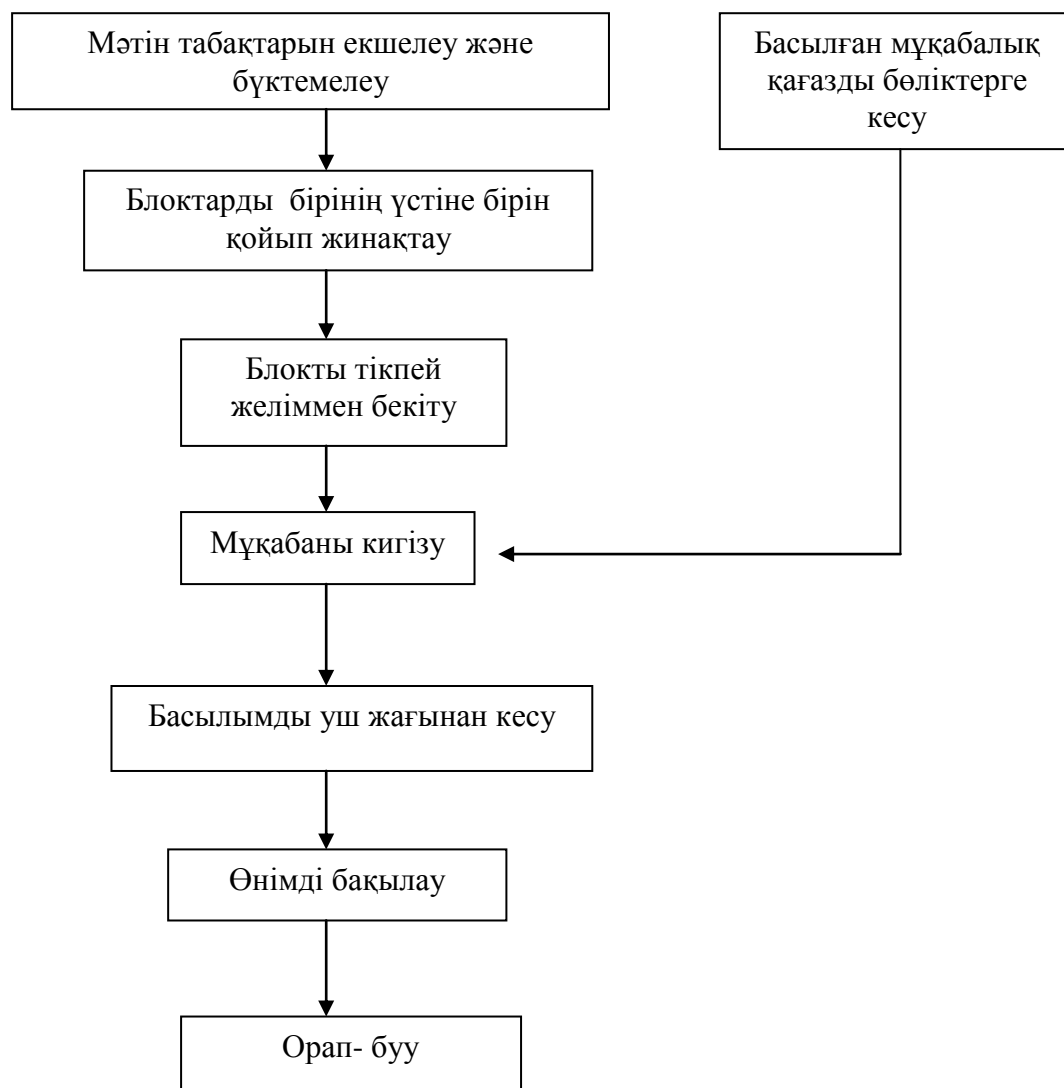 Мәтін табақтарын екшелеу және
бүктемелеу
Басылған мұқабалық
қағазды бөліктерге
кесу
Блоктарды бірінің үстіне бірін
қойып жинақтау
Блокты тікпей
желіммен бекіту
Мұқабаны кигізу
Басылымды уш жағынан кесу
Өнімді бақылау
Орап- буу